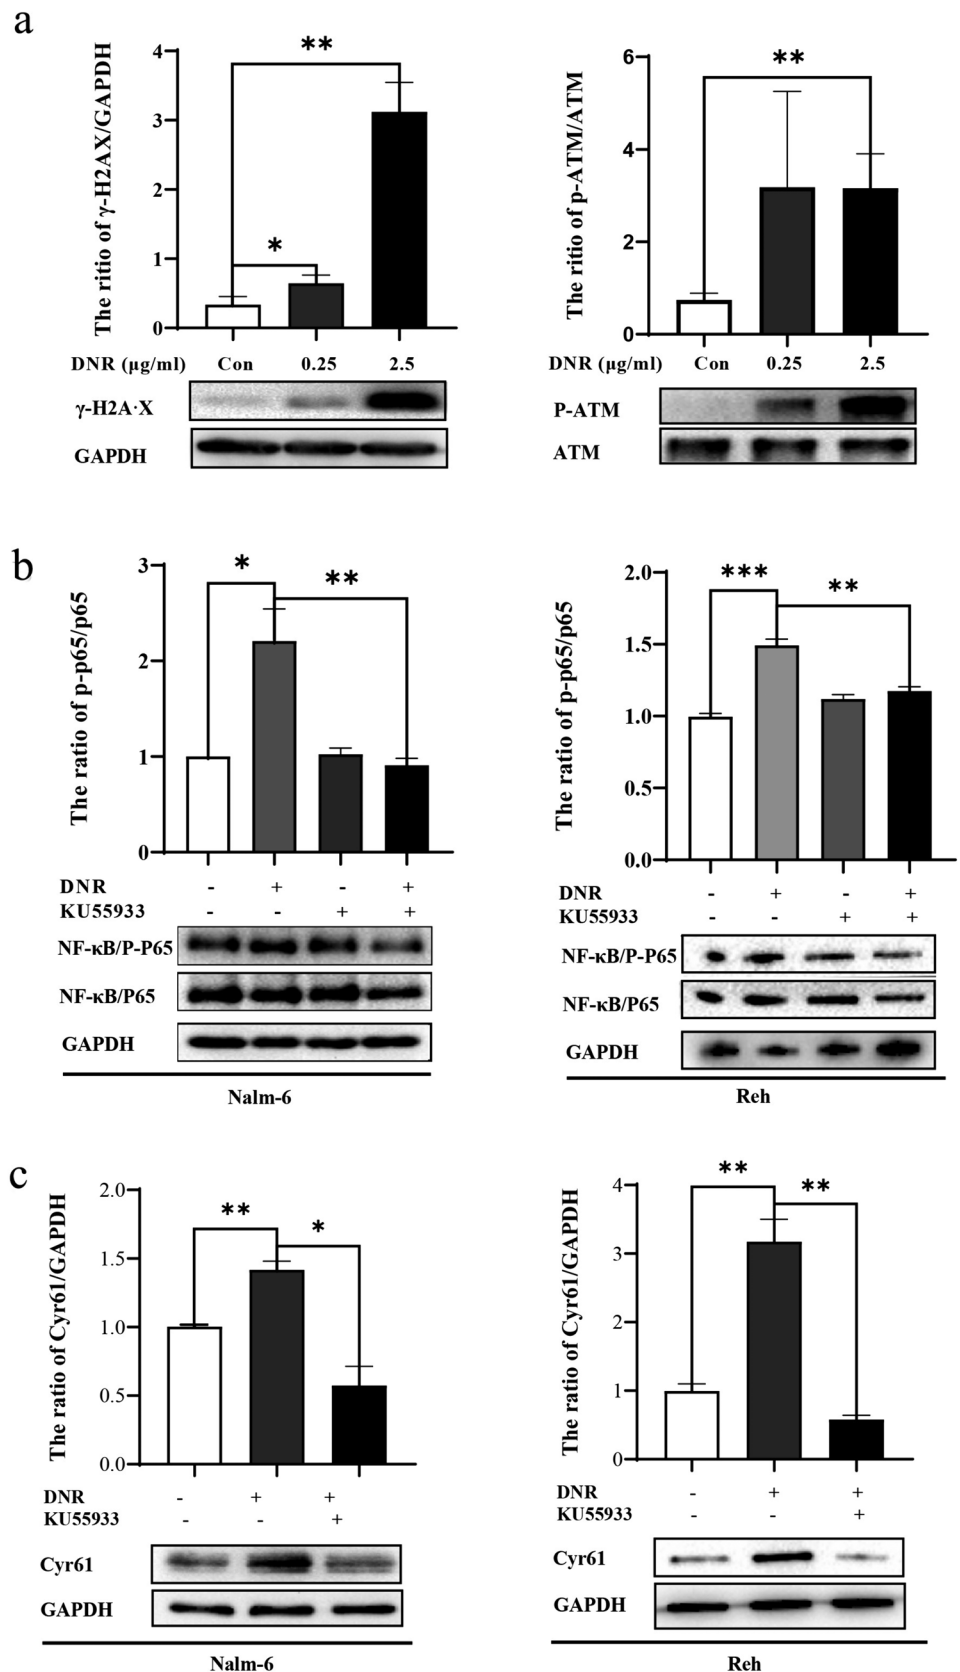 a
The ritio of γ-H2AX/GAPDH
4
3
2
1
0
**
*
DNR (μg/ml) Con 0.25 2.5
γ-H2A·X
GAPDH
The ritio of p-ATM/ATM
6
4
2
0
**
DNR (μg/ml) Con 0.25 2.5
P-ATM
ATM
b
The ratio of p-p65/p65
3
2
1
0
*
**
DNR - + - +
KU55933 - - + +
NF-κB/P-P65
NF-κB/P65
GAPDH
Nalm-6
The ratio of p-p65/p65
2.0
1.5
1.0
0.5
0.0
***
**
DNR - + - +
KU55933 - - + +
NF-κB/P-P65
NF-κB/P65
GAPDH
Reh
c
The ratio of Cyr61/GAPDH
2.0
1.5
1.0
0.5
0.0
**
*
DNR - + +
KU55933 - - +
Cyr61
GAPDH
Nalm-6
The ratio of Cyr61/GAPDH
4
3
2
1
0
**
**
DNR - + +
KU55933 - - +
Cyr61
GAPDH
Reh